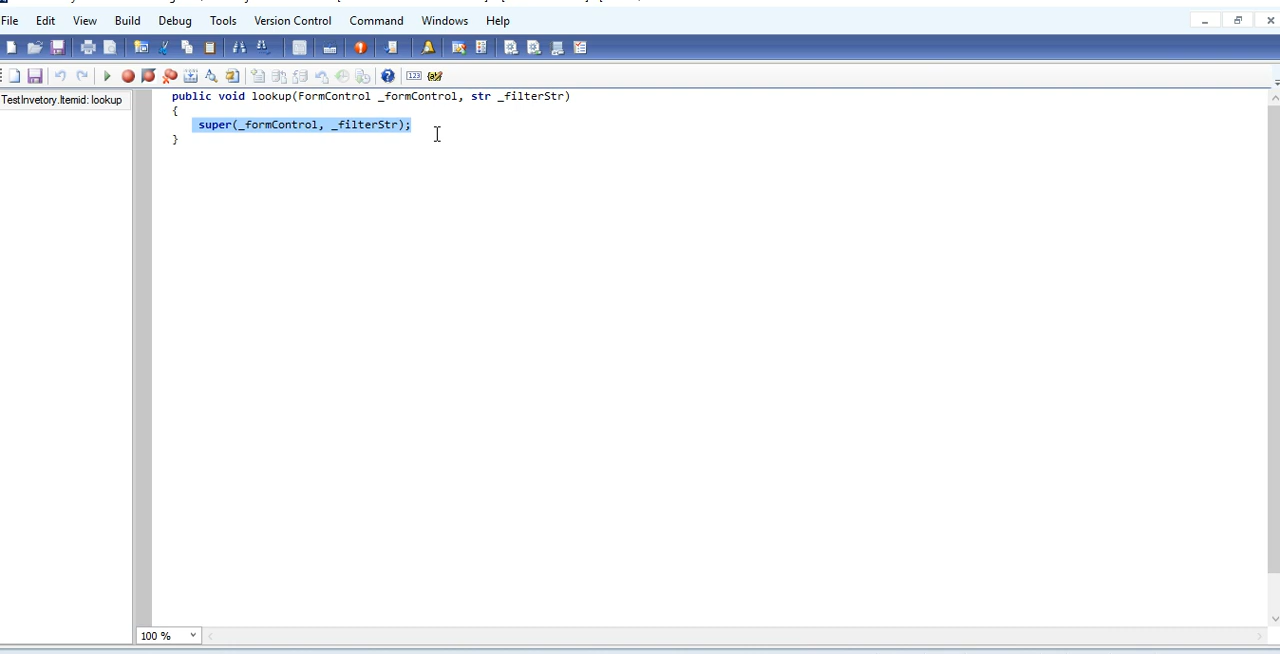 File Edit View Build Debug Tools Version Control Command Windows Help
123
TestInvetory.Itemid: lookup
public void lookup(FormControl _formControl, str _filterStr)
{
super(_formControl, _filterStr);
}
100 %